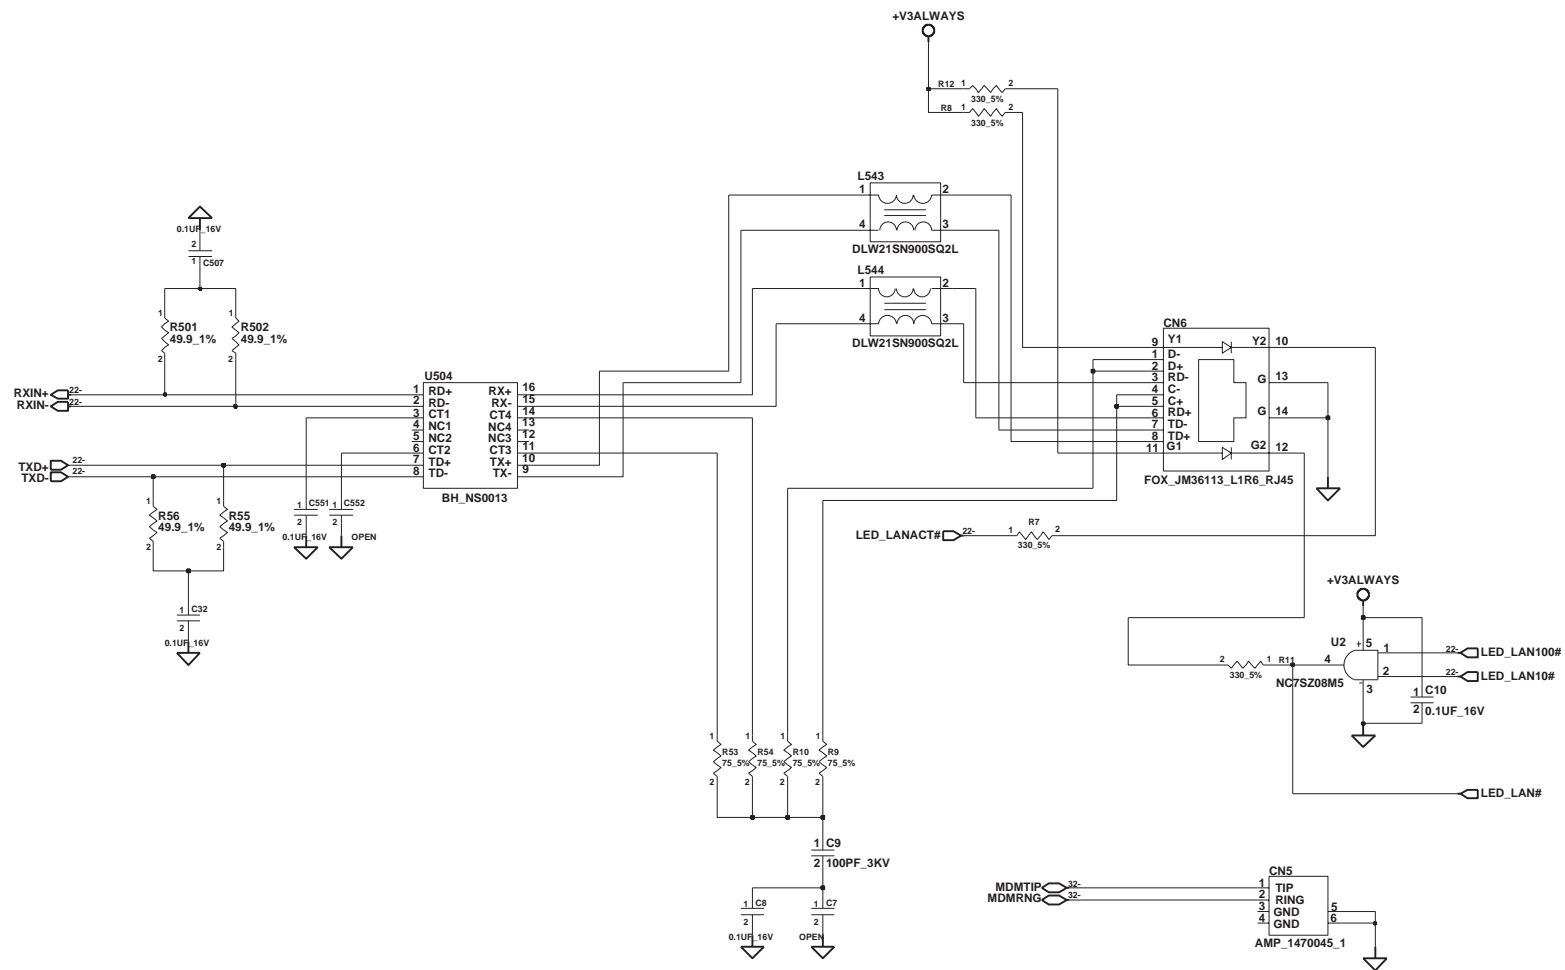 +V3ALWAYS
R12 1 2
330_5%
R8 1 2
330_5%
L543
1 2
4 3
DLW21SN900SQ2L
L544
1 2
4 3
DLW21SN900SQ2L
0.1UF_16V
2
1 C507
1 1
R501 R502
49.9_1% 49.9_1%
2 2
RXIN+ 22-
RXIN- 22-
TXD+ 22-
TXD- 22-
U504
1 RD+ RX+ 16
2 RD- RX- 15
3 CT1 CT4 14
4 NC1 NC4 13
5 NC2 NC3 12
6 CT2 CT3 11
7 TD+ TX+ 10
8 TD- TX- 9
BH_NS0013
1 1
R56 R55
49.9_1% 49.9_1%
2 2
1 C551 1 C552
2 2
0.1UF_16V OPEN
1 C32
2
0.1UF_16V
CN6
9 Y1 Y2 10
1 D-
2 D+
3 RD- G 13
4 C-
5 C+
6 RD+ G 14
7 TD-
8 TD+
11 G1 G2 12
FOX_JM36113_L1R6_RJ45
LED_LANACT# 22- 1 R7 2
330_5%
+V3ALWAYS
U2 + 5
1 22- LED_LAN100#
2 R11 1 4
330_5%
2 22- LED_LAN10#
NC7SZ08M5 - 3
1 C10
2 0.1UF_16V
LED_LAN#
1 1 1 1
R53 R54 R10 R9
75_5% 75_5% 75_5% 75_5%
2 2 2 2
1 C9
2 100PF_3KV
1 C8 1 C7
2 2
0.1UF_16V OPEN
CN5
MDMTIP 32- 1 TIP
MDMRNG 32- 2 RING
3 GND 5
4 GND 6
AMP_1470045_1